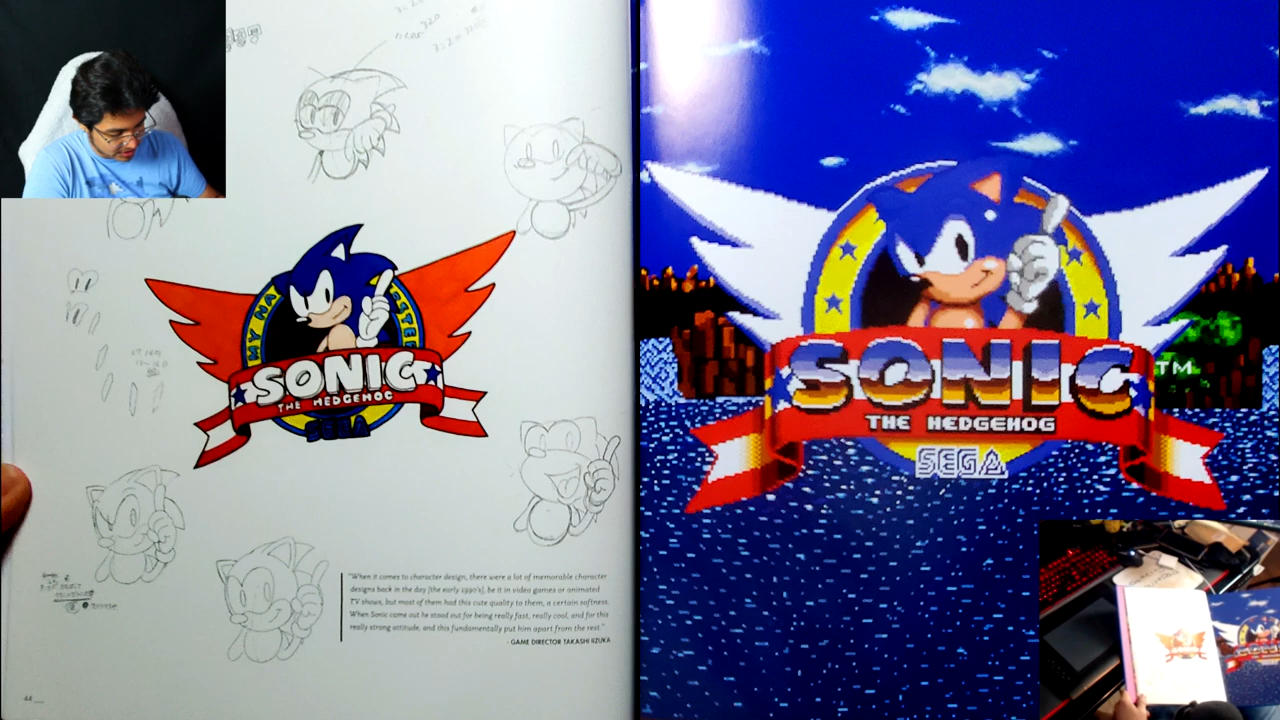 MY NA
STE
SONIC
THE HEDGEHOC
SEGA
"When it comes to character design, there were a lot of memorable character
designs back in the day [the early 1990's], be it in video games or animated
TV shows, but most of them had this cute quality to them, a certain softness.
When Sonic came out he stood out for being really fast, really cool, and for this
really strong attitude, and this fundamentally put him apart from the rest."
- GAME DIRECTOR TAKASHI IIZUKA
44
SONIC
TM
THE HEDGEHOG
SEGA